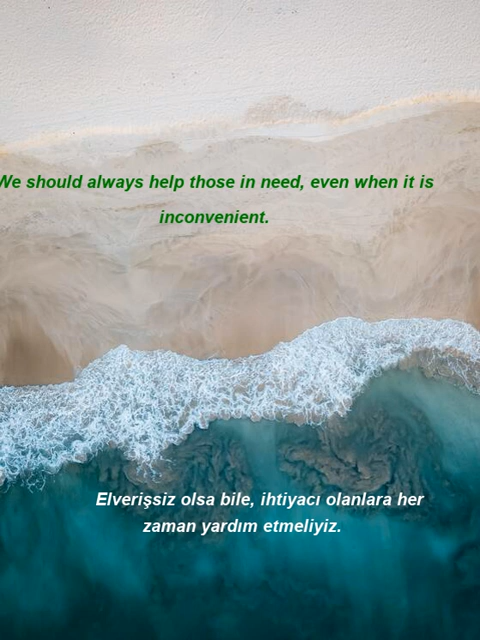 We should always help those in need, even when it is
inconvenient.
Elverişsiz olsa bile, ihtiyacı olanlara her
zaman yardım etmeliyiz.